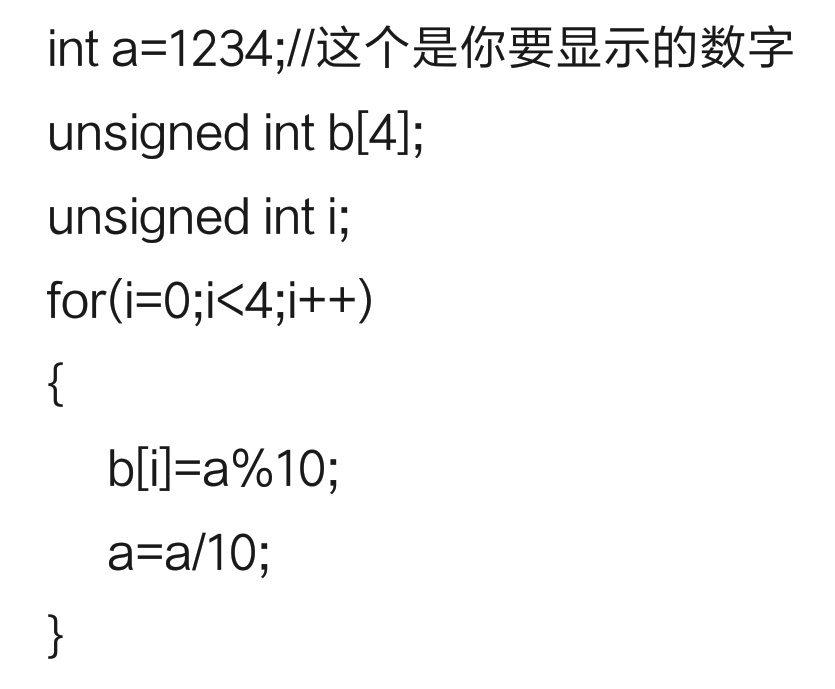 int a=1234;//这个是你要显示的数字
unsigned int b[4];
unsigned int i;
for(i=0;i<4;i++)
{
b[i]=a%10;
a=a/10;
}